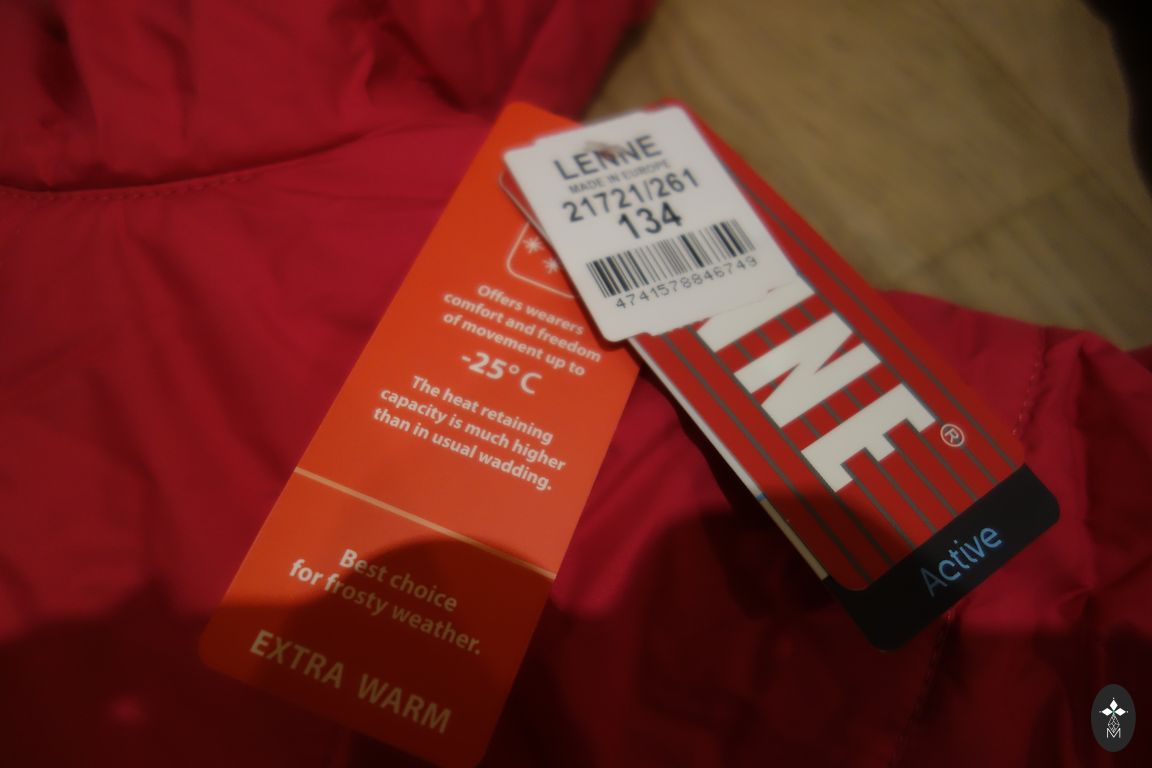 LENNE
MADE IN EUROPE
21721/261
134
4741578846749
Offers wearers
comfort and freedom
of movement up to
-25°C
The heat retaining
capacity is much higher
than in usual wadding.
Best choice
for frosty weather.
EXTRA WARM
NNE®
Active
M